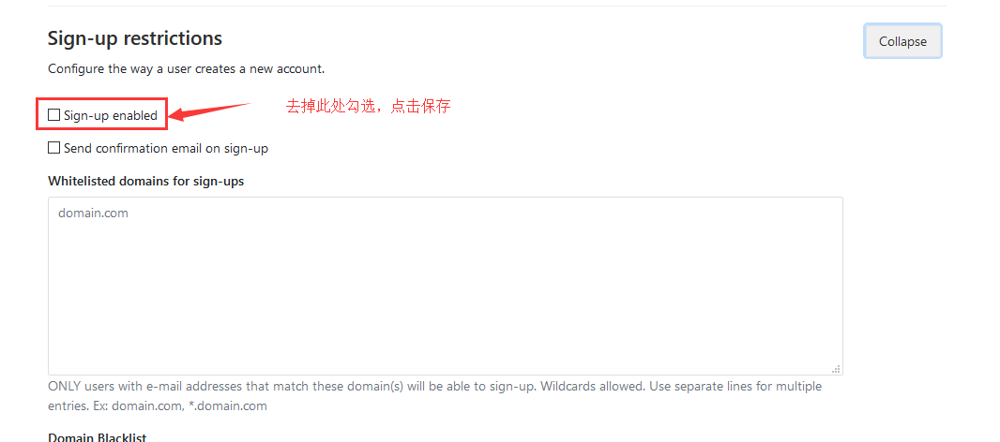 Sign-up restrictions
Collapse
Configure the way a user creates a new account.
Sign-up enabled
去掉此处勾选，点击保存
Send confirmation email on sign-up
Whitelisted domains for sign-ups
domain.com
ONLY users with e-mail addresses that match these domain(s) will be able to sign-up. Wildcards allowed. Use separate lines for multiple
entries. Ex: domain.com, *.domain.com
Domain Blacklist